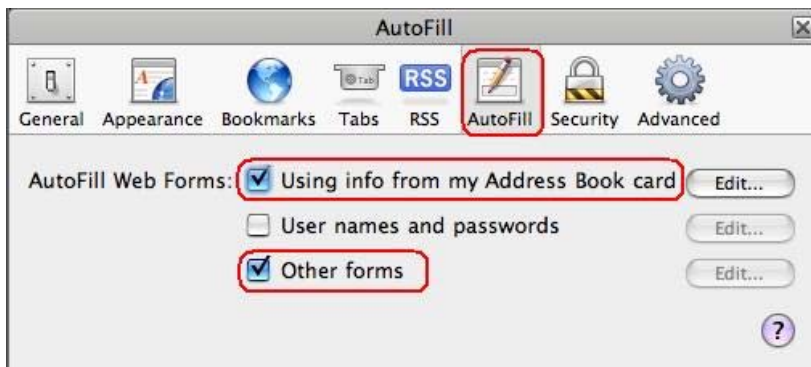 AutoFill
Tab RSS
General Appearance Bookmarks Tabs RSS AutoFill Security Advanced
AutoFill Web Forms: Using info from my Address Book card Edit...
User names and passwords Edit...
Other forms Edit...
?